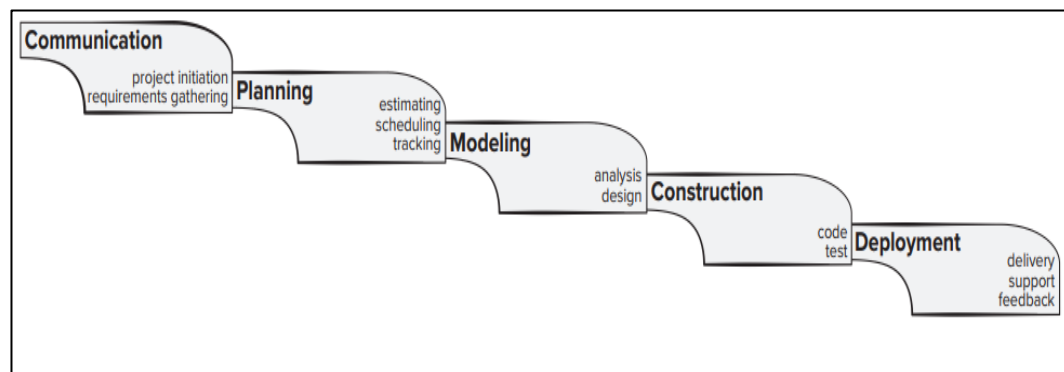 Communication
project initiation
requirements gathering
Planning
estimating
scheduling
tracking
Modeling
analysis
design
Construction
code
test
Deployment
delivery
support
feedback